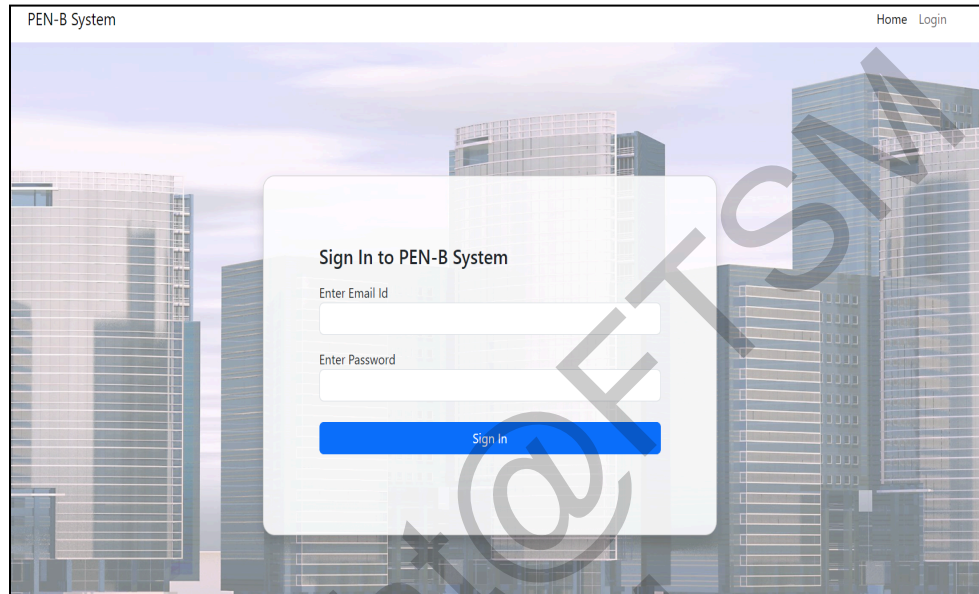 PEN-B System
Home Login
Sign In to PEN-B System
Enter Email Id
Enter Password
Sign In
t@FTSM